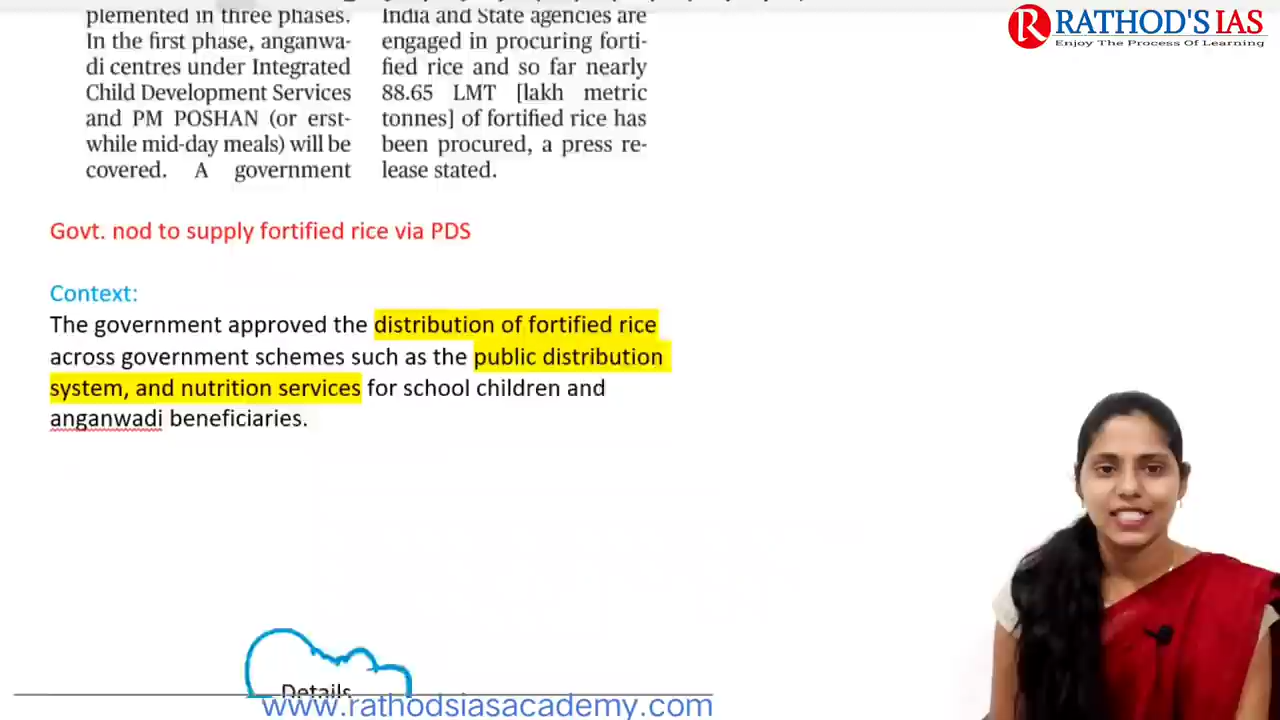 plemented in three phases.
In the first phase, anganwa-
di centres under Integrated
Child Development Services
and PM POSHAN (or erst-
while mid-day meals) will be
covered. A government
India and State agencies are
engaged in procuring forti-
fied rice and so far nearly
88.65 LMT [lakh metric
tonnes] of fortified rice has
been procured, a press re-
lease stated.
R RATHOD'S IAS
Enjoy The Process Of Learning
Govt. nod to supply fortified rice via PDS
Context:
The government approved the distribution of fortified rice
across government schemes such as the public distribution
system, and nutrition services for school children and
anganwadi beneficiaries.
Details
www.rathodsiasacademy.com